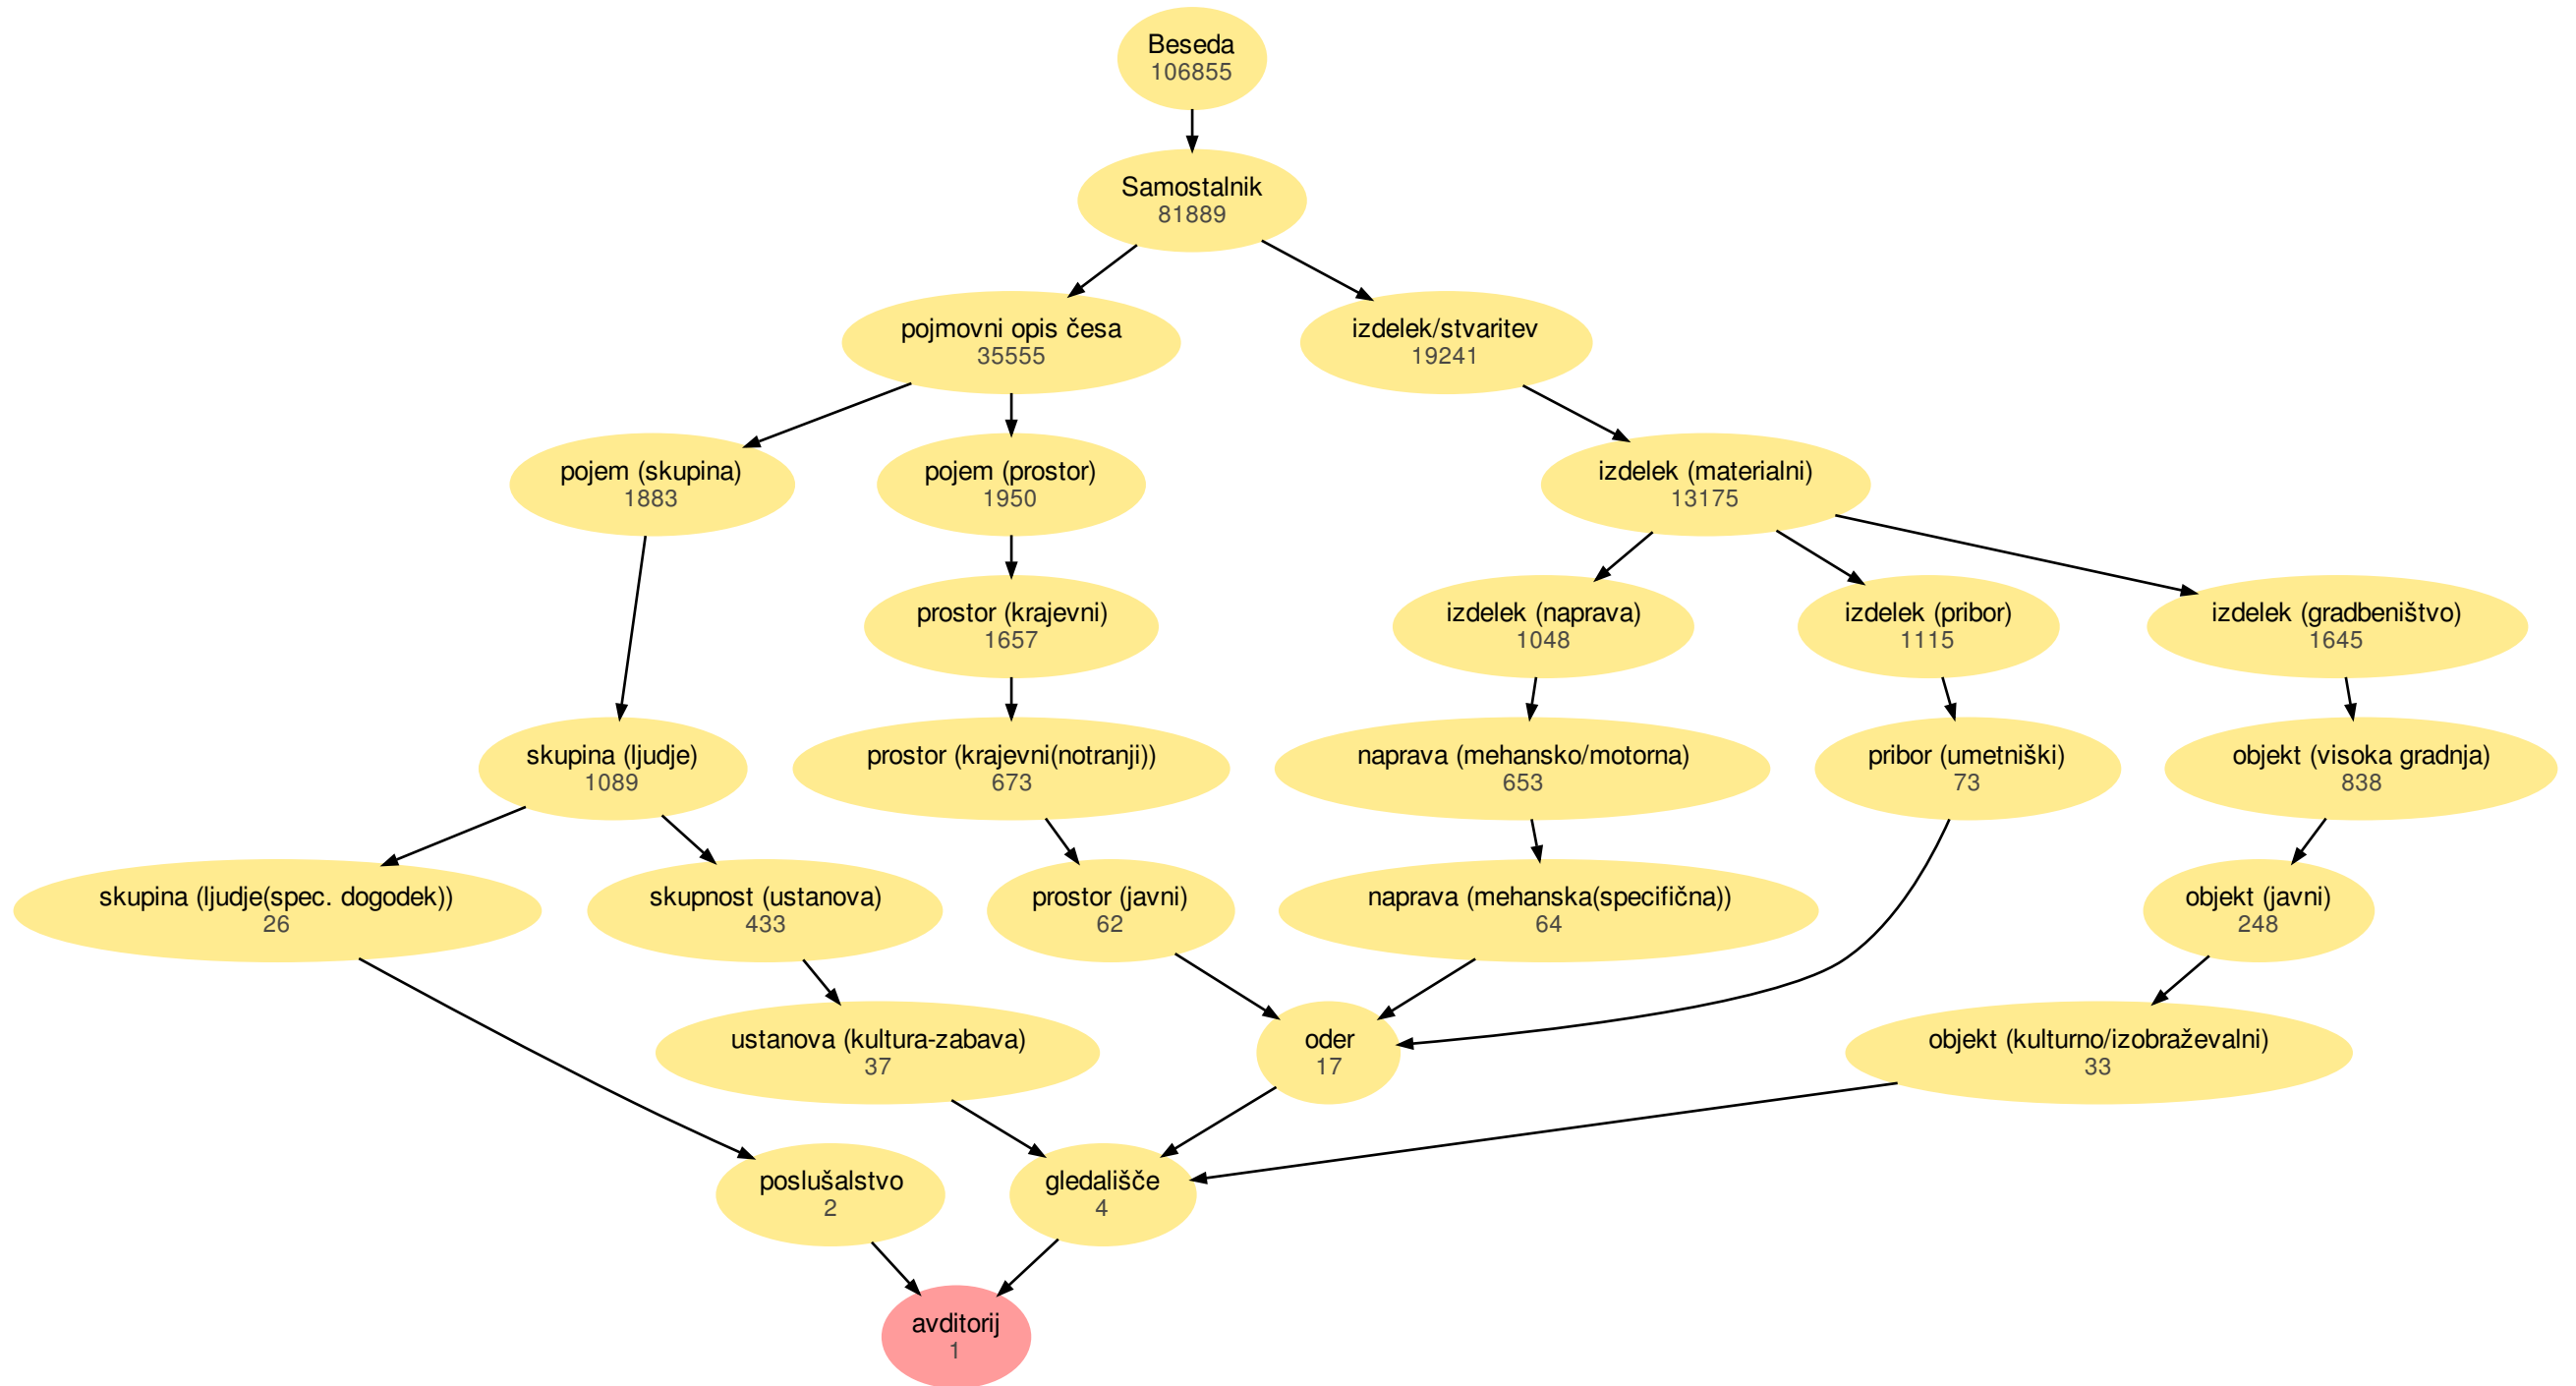 Beseda
106855
Samostalnik
81889
pojmovni opis česa
35555
izdelek/stvaritev
19241
pojem (skupina)
1883
pojem (prostor)
1950
izdelek (materialni)
13175
prostor (krajevni)
1657
izdelek (naprava)
1048
izdelek (pribor)
1115
izdelek (gradbeništvo)
1645
skupina (ljudje)
1089
prostor (krajevni(notranji))
673
naprava (mehansko/motorna)
653
pribor (umetniški)
73
objekt (visoka gradnja)
838
skupina (ljudje(spec. dogodek))
26
skupnost (ustanova)
433
prostor (javni)
62
naprava (mehanska(specifična))
64
objekt (javni)
248
ustanova (kultura-zabava)
37
oder
17
objekt (kulturno/izobraževalni)
33
poslušalstvo
2
gledališče
4
avditorij
1